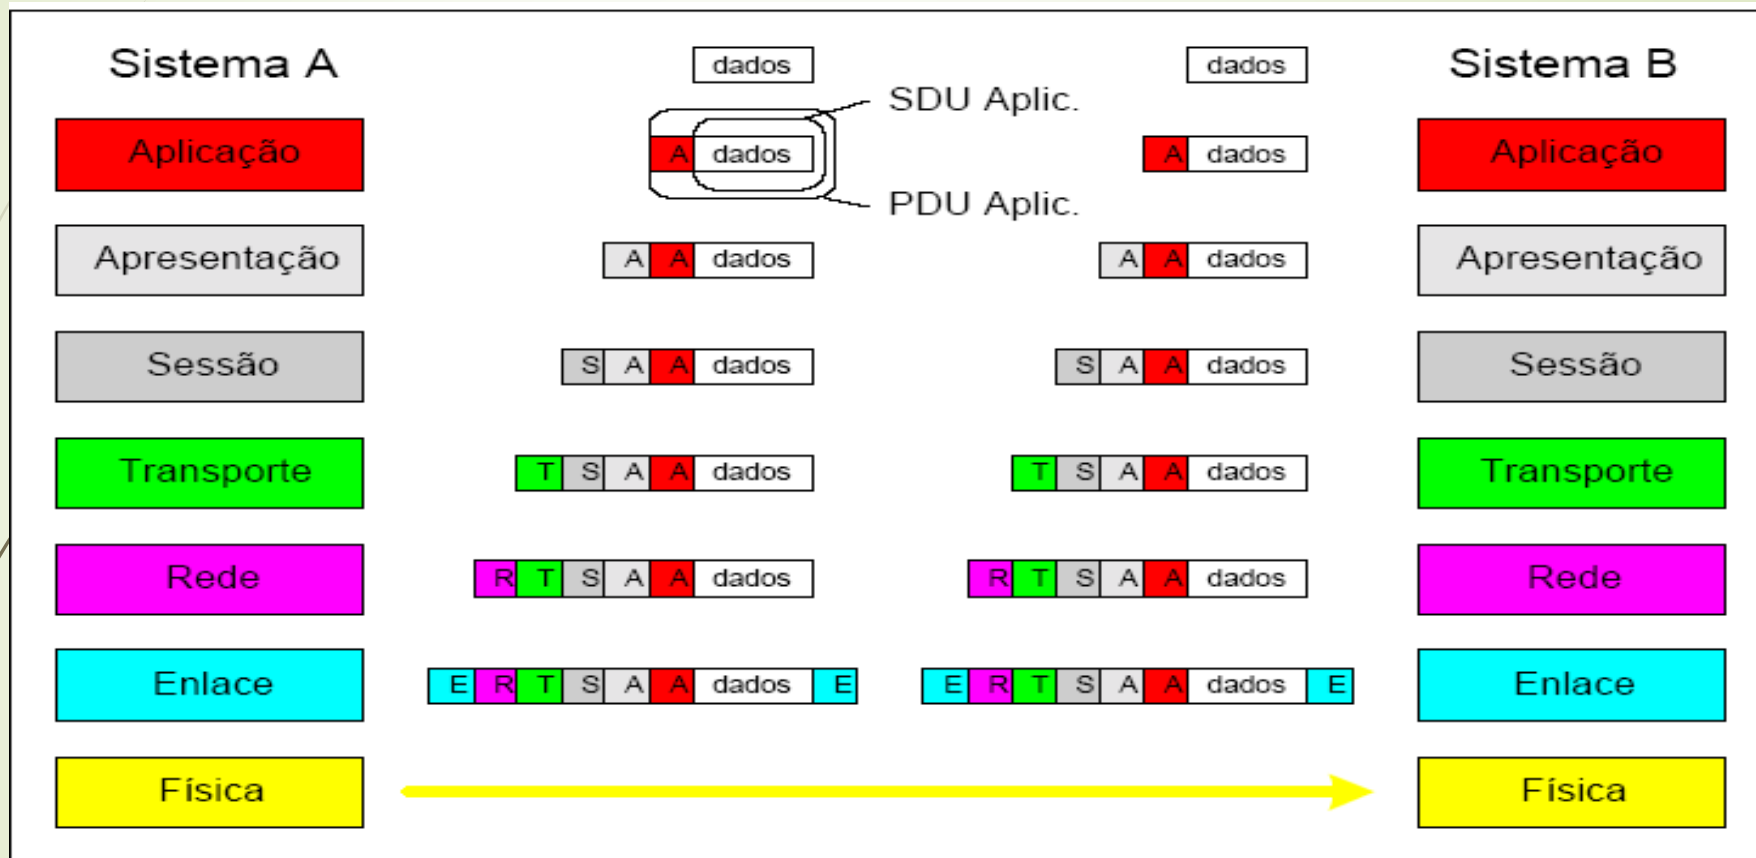 Sistema A dados dados Sistema B
SDU Aplic.
Aplicação A dados A dados Aplicação
PDU Aplic.
Apresentação A A dados A A dados Apresentação
Sessão S A A dados S A A dados Sessão
Transporte T S A A dados T S A A dados Transporte
Rede R T S A A dados R T S A A dados Rede
Enlace E R T S A A dados E E R T S A A dados E Enlace
Física Física